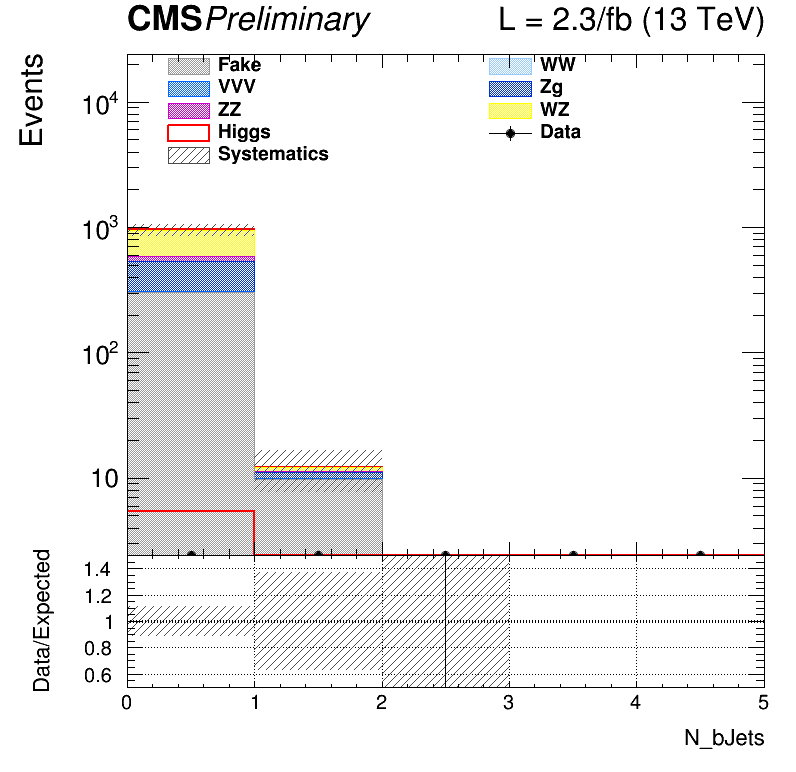 CMSPreliminary L = 2.3/fb (13 TeV)
Events
Fake WW
VVV Zg
ZZ WZ
Higgs Data
Systematics
10^4
10^3
10^2
10
Data/Expected
1.4
1.2
1
0.8
0.6
0 1 2 3 4 5
N_bJets